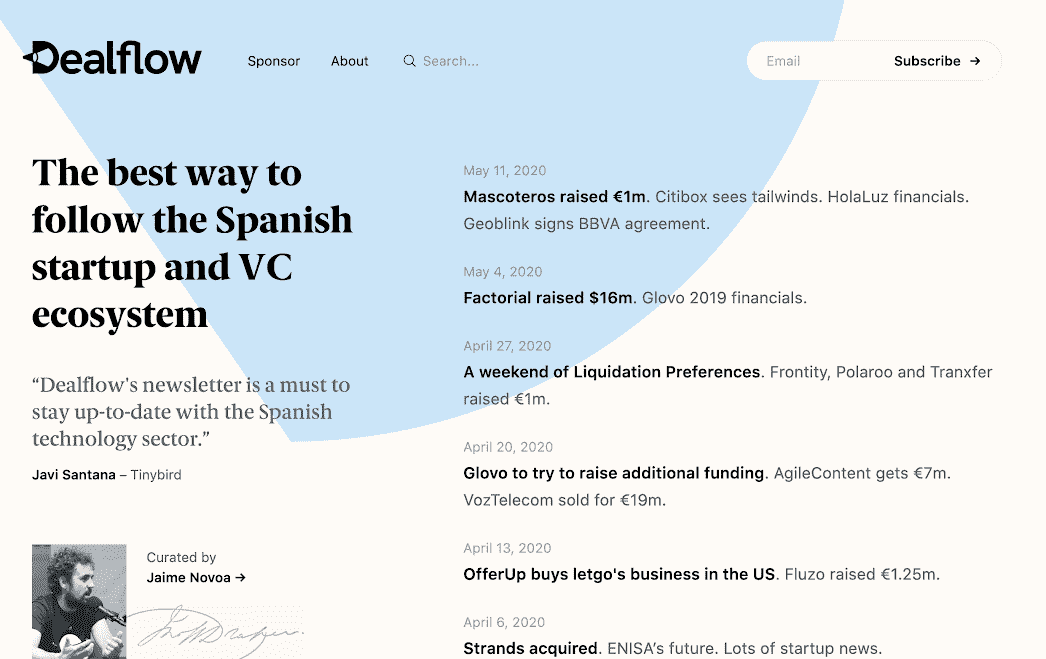 Dealflow
Sponsor About Search...
Email Subscribe →
The best way to
follow the Spanish
startup and VC
ecosystem
“Dealflow's newsletter is a must to
stay up-to-date with the Spanish
technology sector.”
Javi Santana – Tinybird
Curated by
Jaime Novoa →
May 11, 2020
Mascoteros raised €1m. Citibox sees tailwinds. HolaLuz financials.
Geoblink signs BBVA agreement.
May 4, 2020
Factorial raised $16m. Glovo 2019 financials.
April 27, 2020
A weekend of Liquidation Preferences. Frontity, Polaroo and Tranxfer
raised €1m.
April 20, 2020
Glovo to try to raise additional funding. AgileContent gets €7m.
VozTelecom sold for €19m.
April 13, 2020
OfferUp buys letgo's business in the US. Fluzo raised €1.25m.
April 6, 2020
Strands acquired. ENISA’s future. Lots of startup news.